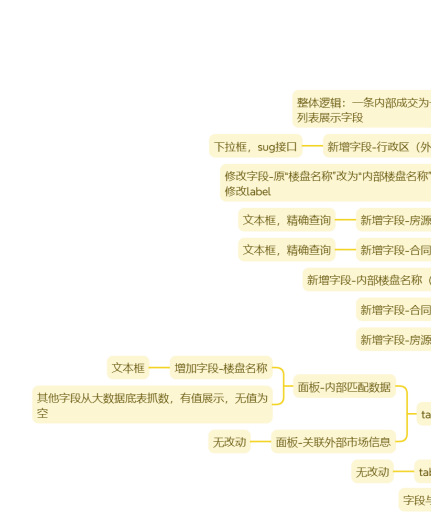 整体逻辑：一条内部成交为
列表展示字段
下拉框，sug接口
新增字段-行政区（外
修改字段-原“楼盘名称”改为“内部楼盘名称”
修改label
文本框，精确查询
新增字段-房源
文本框，精确查询
新增字段-合同
新增字段-内部楼盘名称（
新增字段-合同
新增字段-房源
文本框
增加字段-楼盘名称
面板-内部匹配数据
其他字段从大数据底表抓数，有值展示，无值为
空
ta
无改动
面板-关联外部市场信息
无改动
tab
字段与